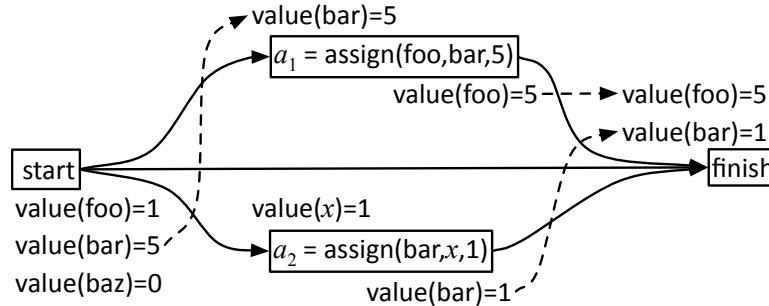 value(bar)=5
a₁ = assign(foo,bar,5)
value(foo)=5
value(foo)=5
value(bar)=1
start
finish
value(foo)=1
value(x)=1
value(bar)=5
a₂ = assign(bar,x,1)
value(baz)=0
value(bar)=1